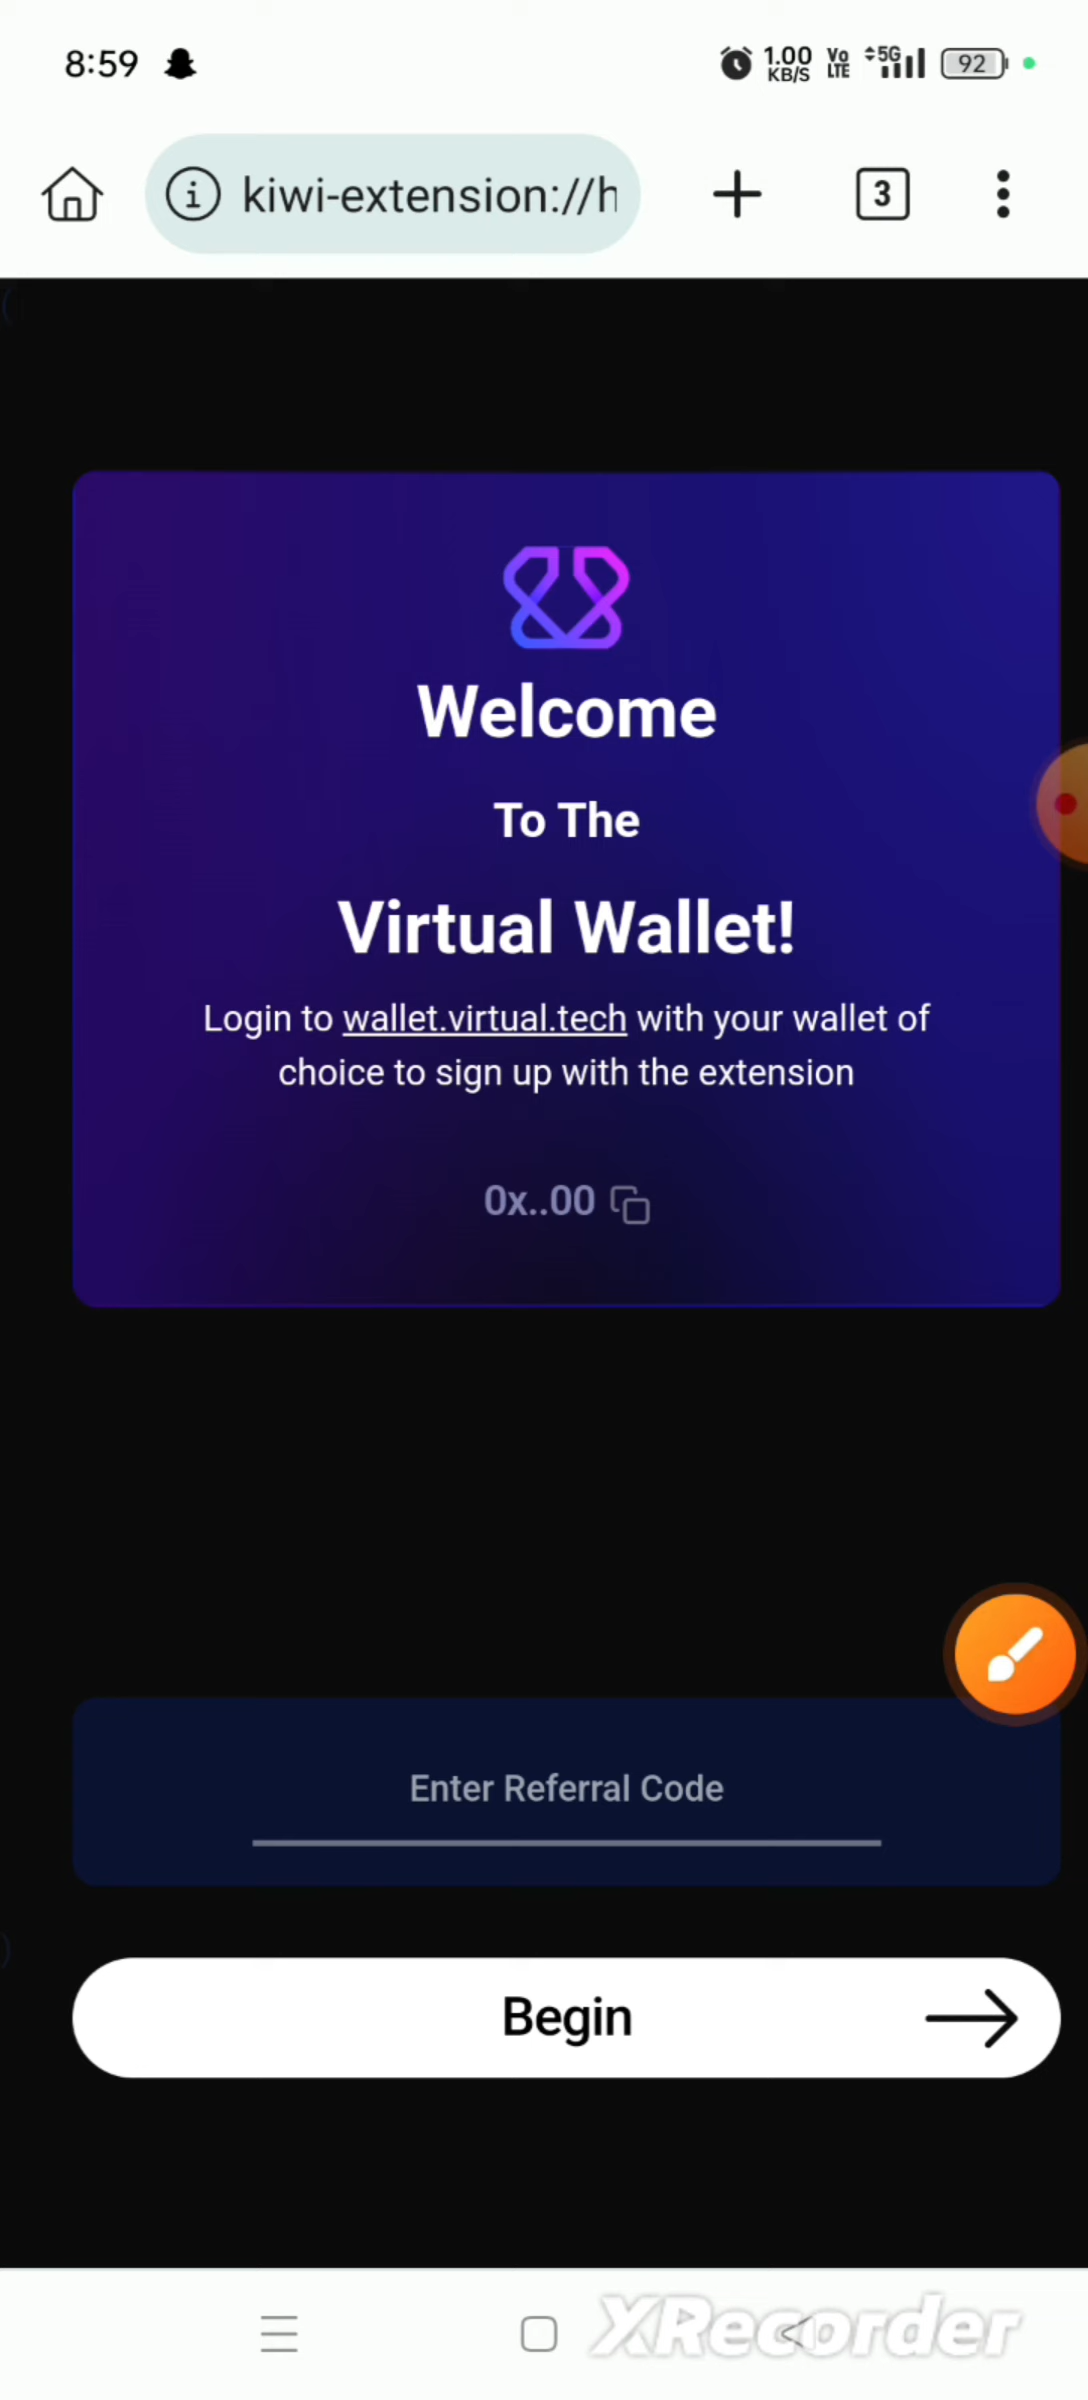 8:59
1.00 KB/S Vo LTE 5G 92
kiwi-extension://h
3
Welcome
To The
Virtual Wallet!
Login to wallet.virtual.tech with your wallet of
choice to sign up with the extension
0x..00
Enter Referral Code
Begin
XRecorder